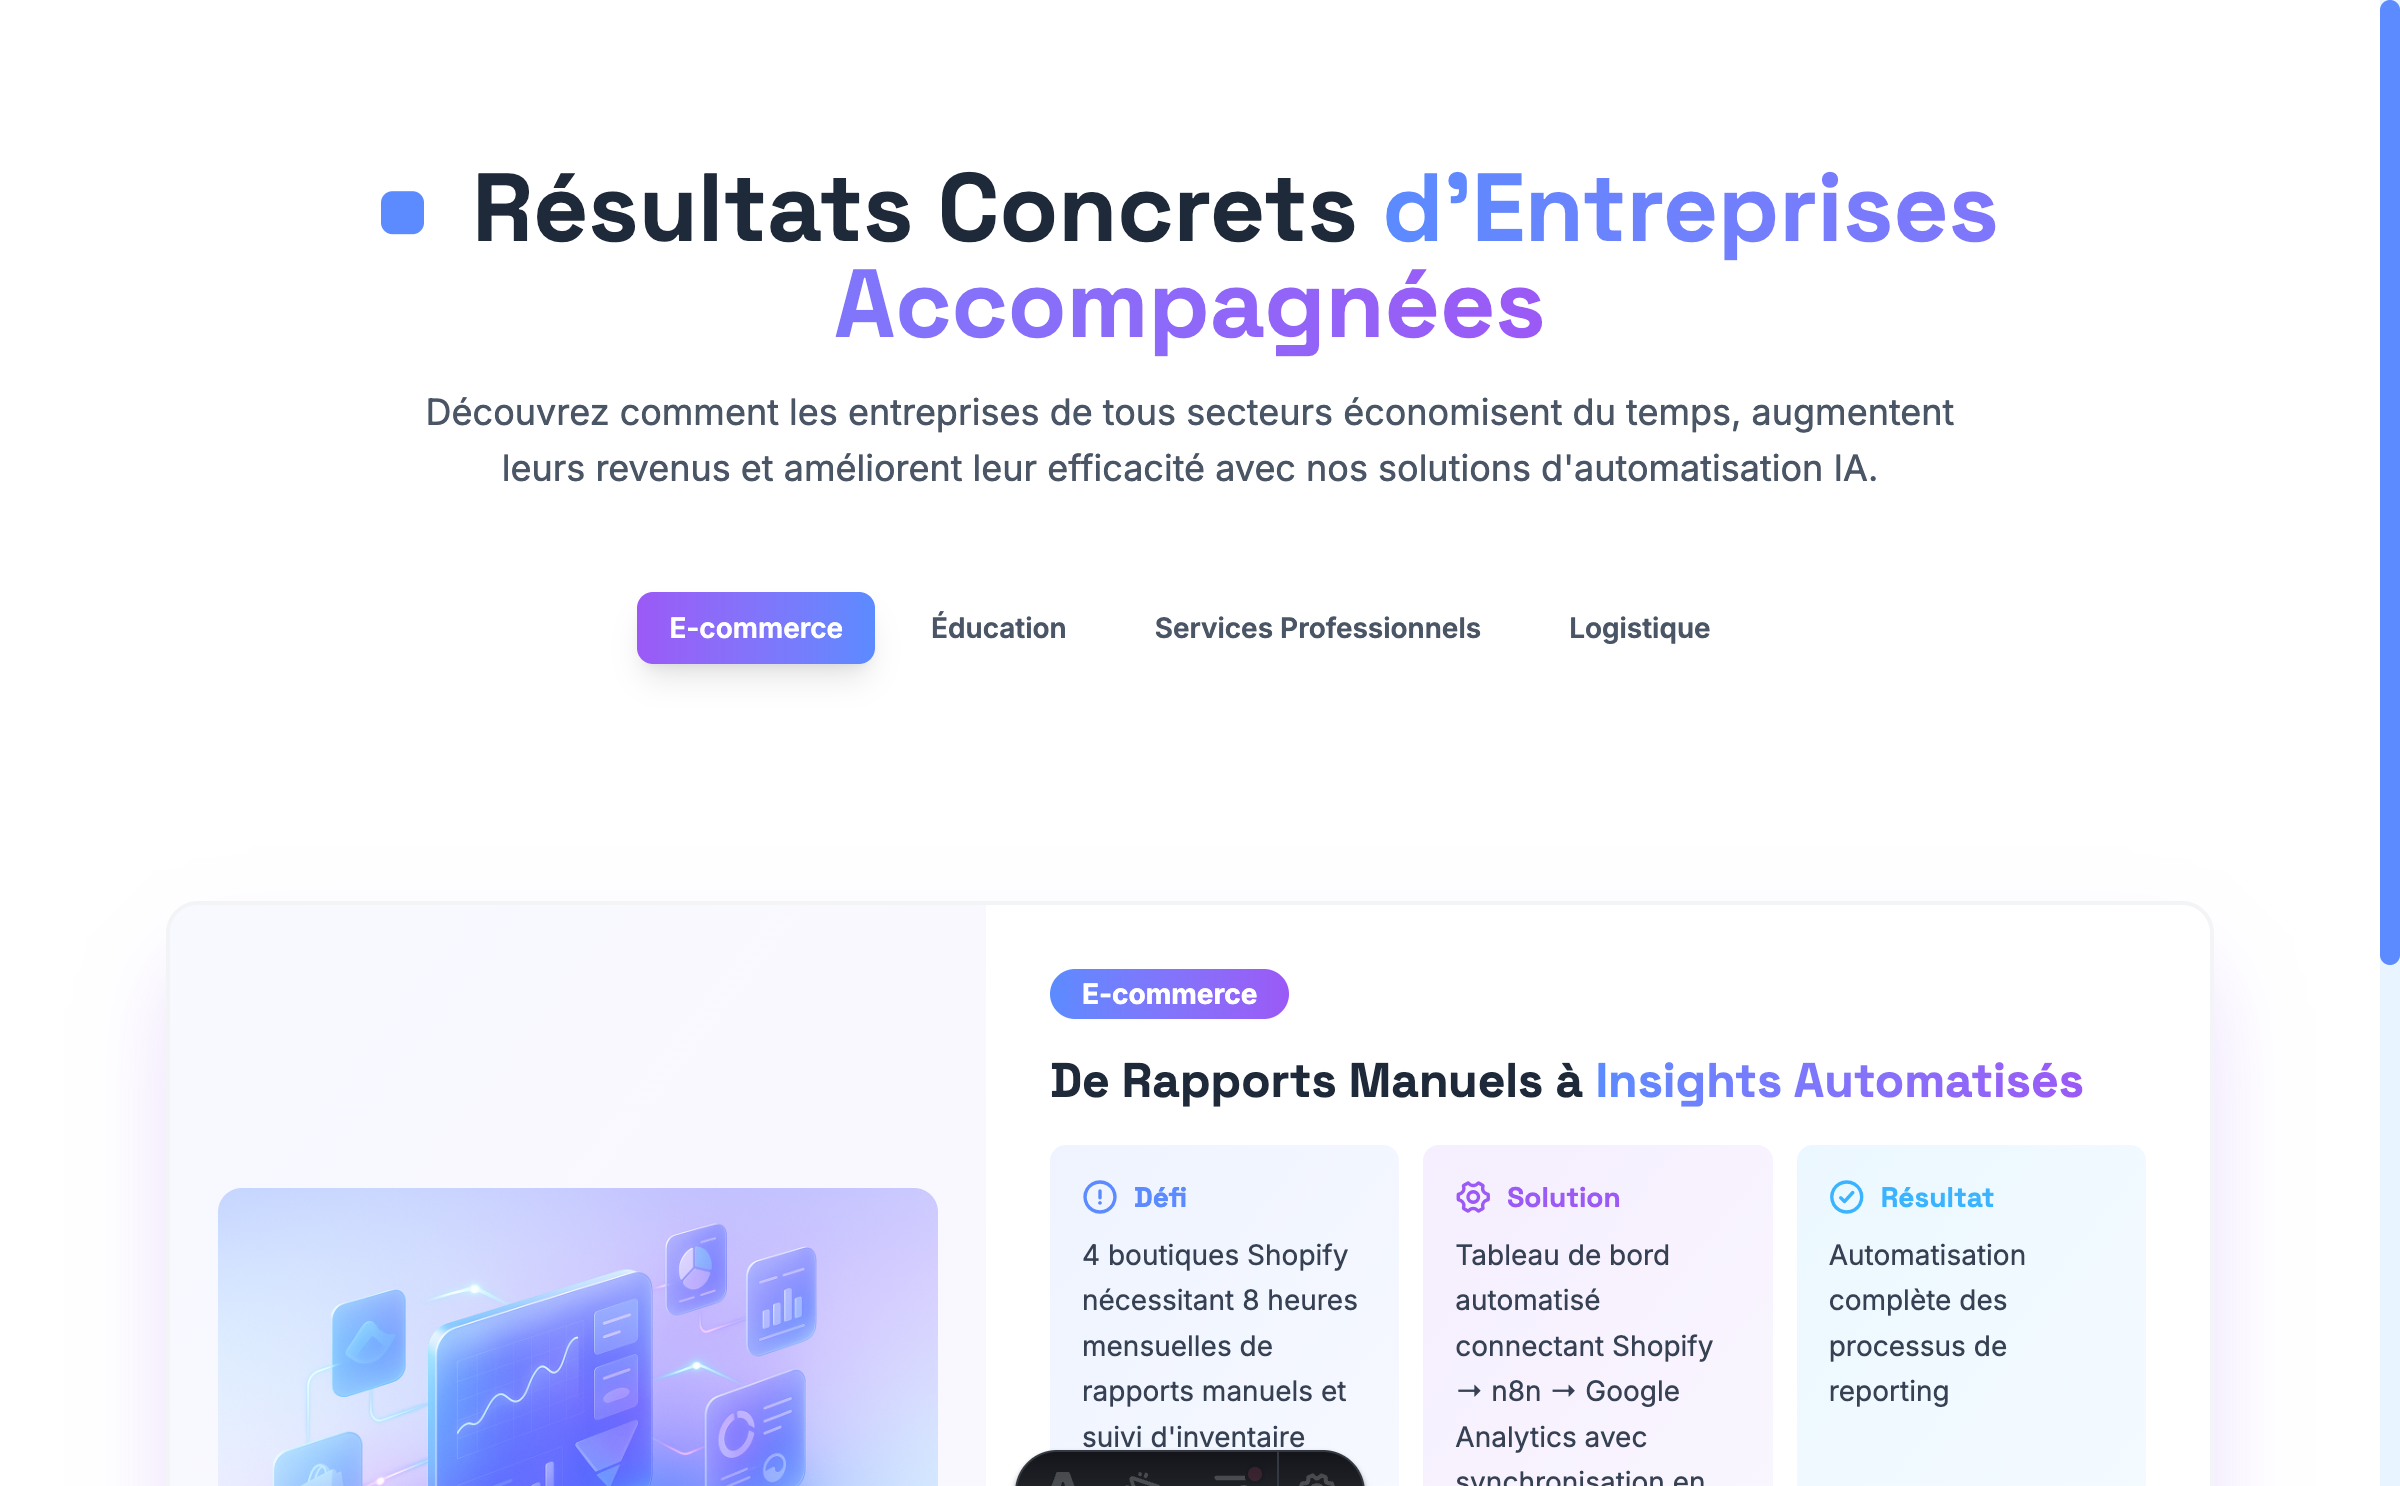 Résultats Concrets d’Entreprises
Accompagnées
Découvrez comment les entreprises de tous secteurs économisent du temps, augmentent
leurs revenus et améliorent leur efficacité avec nos solutions d'automatisation IA.
E-commerce
Éducation
Services Professionnels
Logistique
E-commerce
De Rapports Manuels à Insights Automatisés
Défi
4 boutiques Shopify
nécessitant 8 heures
mensuelles de
rapports manuels et
suivi d'inventaire
Solution
Tableau de bord
automatisé
connectant Shopify
→ n8n → Google
Analytics avec
synchronisation en
Résultat
Automatisation
complète des
processus de
reporting